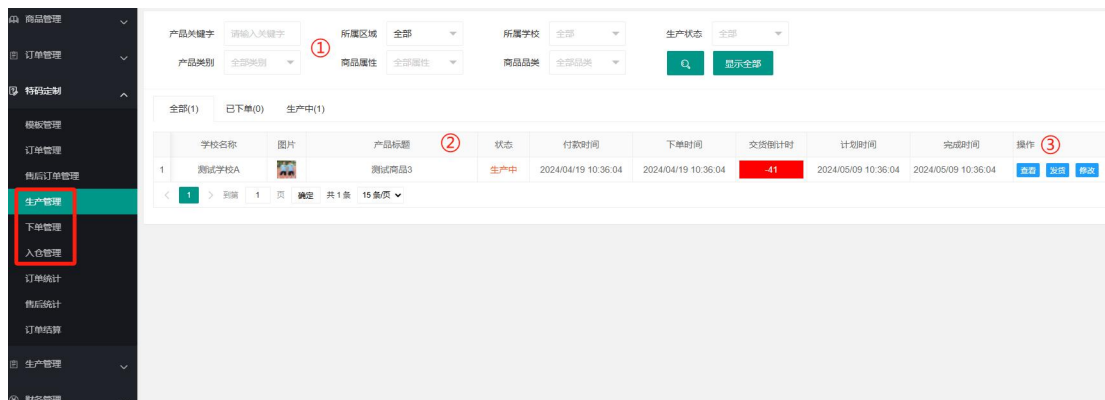 商品管理
订单管理
特码定制
模板管理
订单管理
售后订单管理
生产管理
下单管理
入仓管理
订单统计
售后统计
订单结算
生产管理
财务管理
产品关键字 请输入关键字 ① 所属区域 全部 所属学校 全部 生产状态 全部
产品类别 全部类别 商品属性 全部属性 商品品类 全部品类 显示全部
全部(1) 已下单(0) 生产中(1)
学校名称 图片 产品标题 ② 状态 付款时间 下单时间 交货倒计时 计划时间 完成时间 操作 ③
1 测试学校A 测试商品3 生产中 2024/04/19 10:36:04 2024/04/19 10:36:04 -41 2024/05/09 10:36:04 2024/05/09 10:36:04 查看 发货 修改
< 1 > 到第 1 页 确定 共 1 条 15 条/页